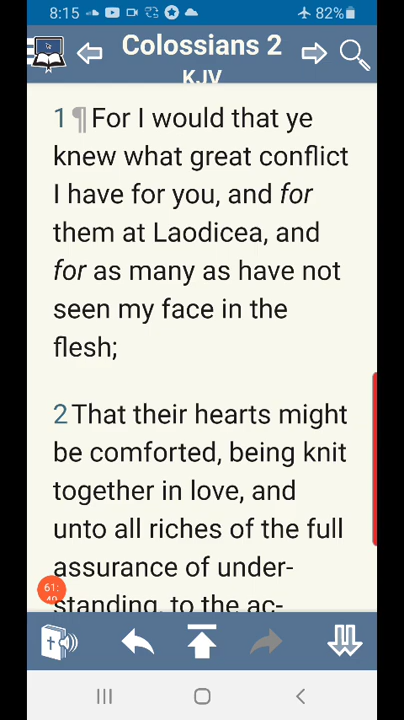 8:15 82%
Colossians 2
KJV
1 ¶ For I would that ye
knew what great conflict
I have for you, and for
them at Laodicea, and
for as many as have not
seen my face in the
flesh;
2 That their hearts might
be comforted, being knit
together in love, and
unto all riches of the full
assurance of under-
standing, to the ac-
61: